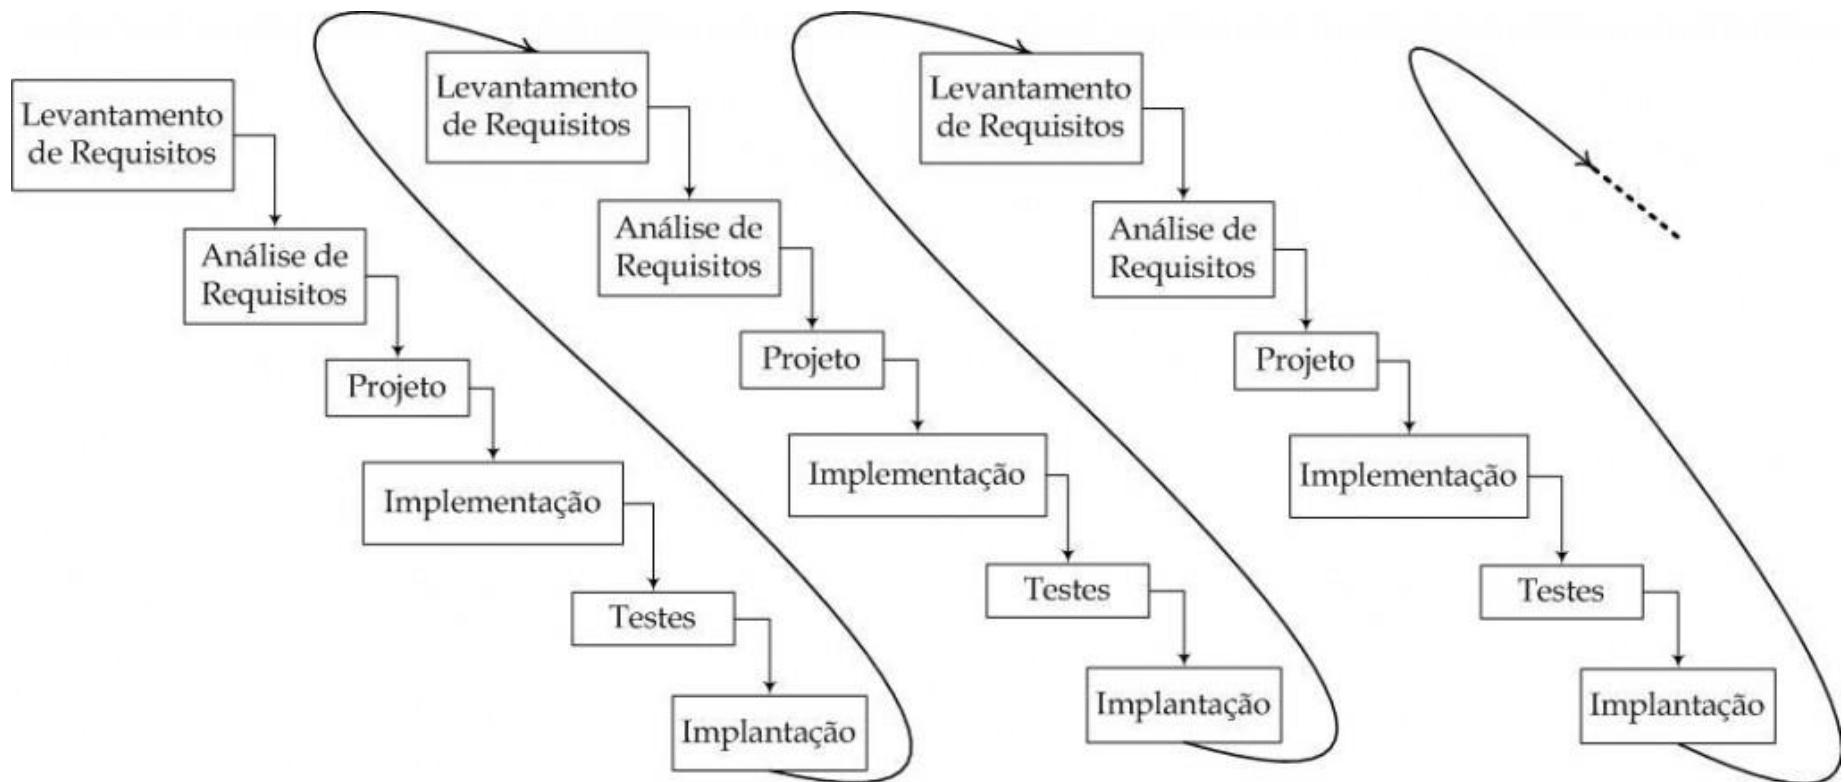 Levantamento
de Requisitos
Análise de
Requisitos
Projeto
Implementação
Testes
Implantação
Levantamento
de Requisitos
Análise de
Requisitos
Projeto
Implementação
Testes
Implantação
Levantamento
de Requisitos
Análise de
Requisitos
Projeto
Implementação
Testes
Implantação